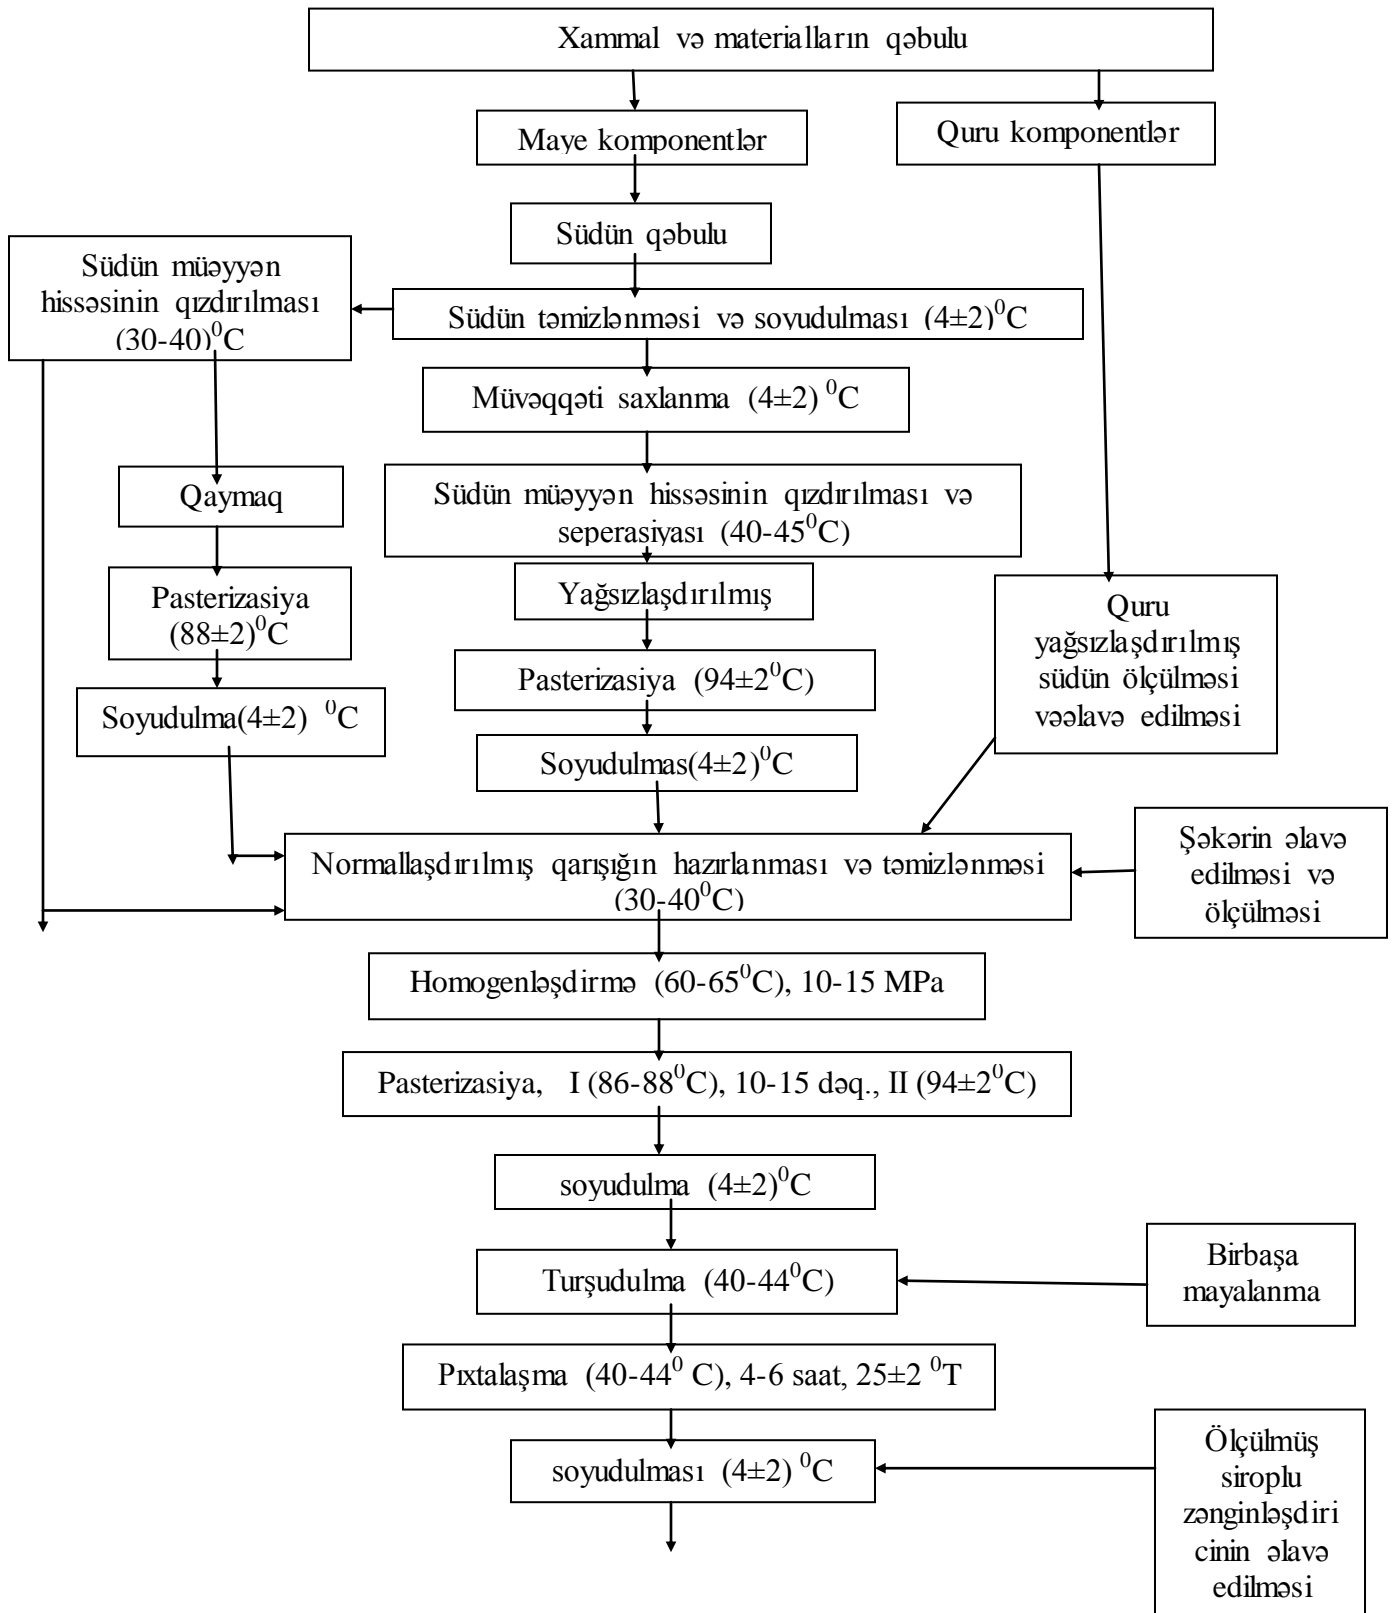 Xammal və materialların qəbulu
Maye komponentlər
Quru komponentlər
Südün qəbulu
Südün müəyyən
hissəsinin qızdırılması
(30-40)⁰C
Südün təmizlənməsi və soyudulması (4±2)⁰C
Müvəqqəti saxlanma (4±2) ⁰C
Qaymaq
Südün müəyyən hissəsinin qızdırılması və
seperasiyası (40-45⁰C)
Pasterizasiya
(88±2)⁰C
Yağsızlaşdırılmış
Quru
yağsızlaşdırılmış
südün ölçülməsi
vəəlavə edilməsi
Pasterizasiya (94±2⁰C)
Soyudulma(4±2) ⁰C
Soyudulmas(4±2)⁰C
Normallaşdırılmış qarışığın hazırlanması və təmizlənməsi
(30-40⁰C)
Şəkərin əlavə
edilməsi və
ölçülməsi
Homogenləşdirmə (60-65⁰C), 10-15 MPa
Pasterizasiya, I (86-88⁰C), 10-15 dəq., II (94±2⁰C)
soyudulma (4±2)⁰C
Turşudulma (40-44⁰C)
Birbaşa
mayalanma
Pıxtalaşma (40-44⁰ C), 4-6 saat, 25±2 ⁰T
soyudulması (4±2) ⁰C
Ölçülmüş
siroplu
zənginləşdiri
cinin əlavə
edilməsi